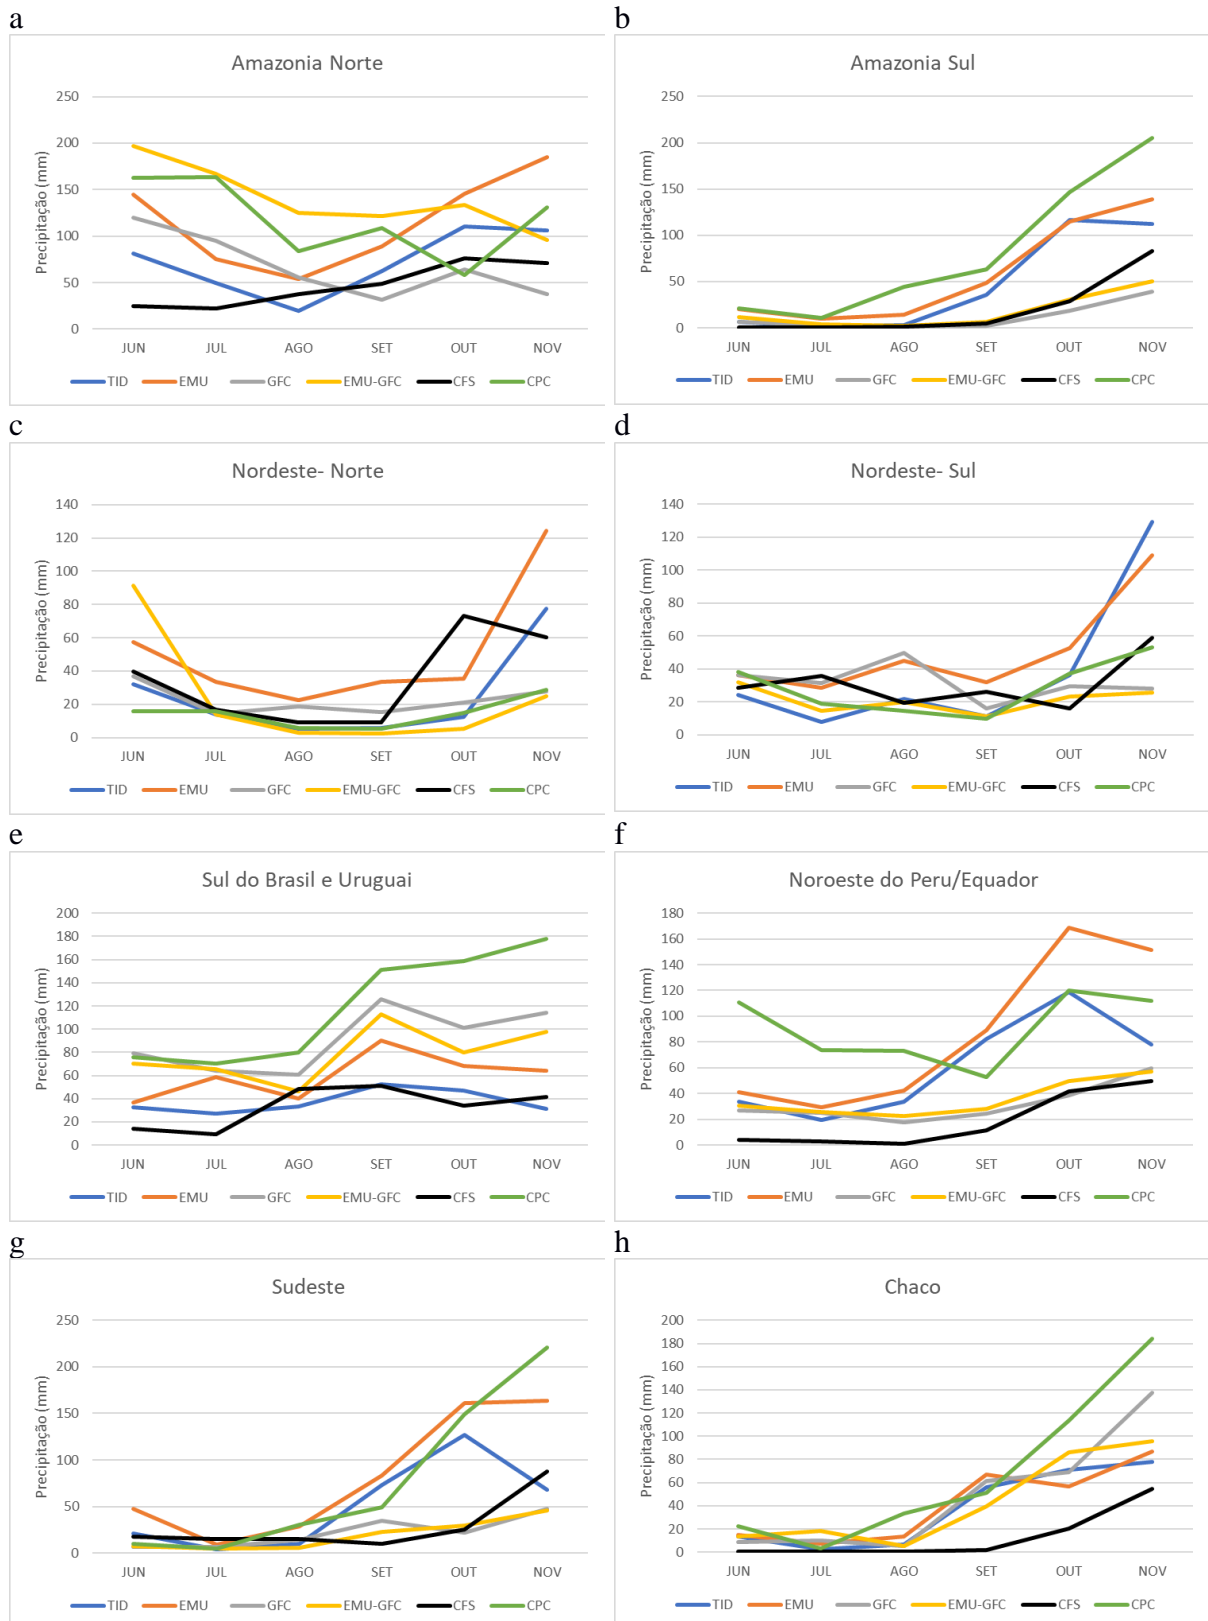 a
Amazonia Norte
Precipitação (mm)
250
200
150
100
50
0
JUN JUL AGO SET OUT NOV
TID EMU GFC EMU-GFC CFS CPC
b
Amazonia Sul
Precipitação (mm)
250
200
150
100
50
0
JUN JUL AGO SET OUT NOV
TID EMU GFC EMU-GFC CFS CPC
c
Nordeste- Norte
Precipitação (mm)
140
120
100
80
60
40
20
0
JUN JUL AGO SET OUT NOV
TID EMU GFC EMU-GFC CFS CPC
d
Nordeste- Sul
Precipitação (mm)
140
120
100
80
60
40
20
0
JUN JUL AGO SET OUT NOV
TID EMU GFC EMU-GFC CFS CPC
e
Sul do Brasil e Uruguai
Precipitação (mm)
200
180
160
140
120
100
80
60
40
20
0
JUN JUL AGO SET OUT NOV
TID EMU GFC EMU-GFC CFS CPC
f
Noroeste do Peru/Equador
Precipitação (mm)
180
160
140
120
100
80
60
40
20
0
JUN JUL AGO SET OUT NOV
TID EMU GFC EMU-GFC CFS CPC
g
Sudeste
Precipitação (mm)
250
200
150
100
50
0
JUN JUL AGO SET OUT NOV
TID EMU GFC EMU-GFC CFS CPC
h
Chaco
Precipitação (mm)
200
180
160
140
120
100
80
60
40
20
0
JUN JUL AGO SET OUT NOV
TID EMU GFC EMU-GFC CFS CPC